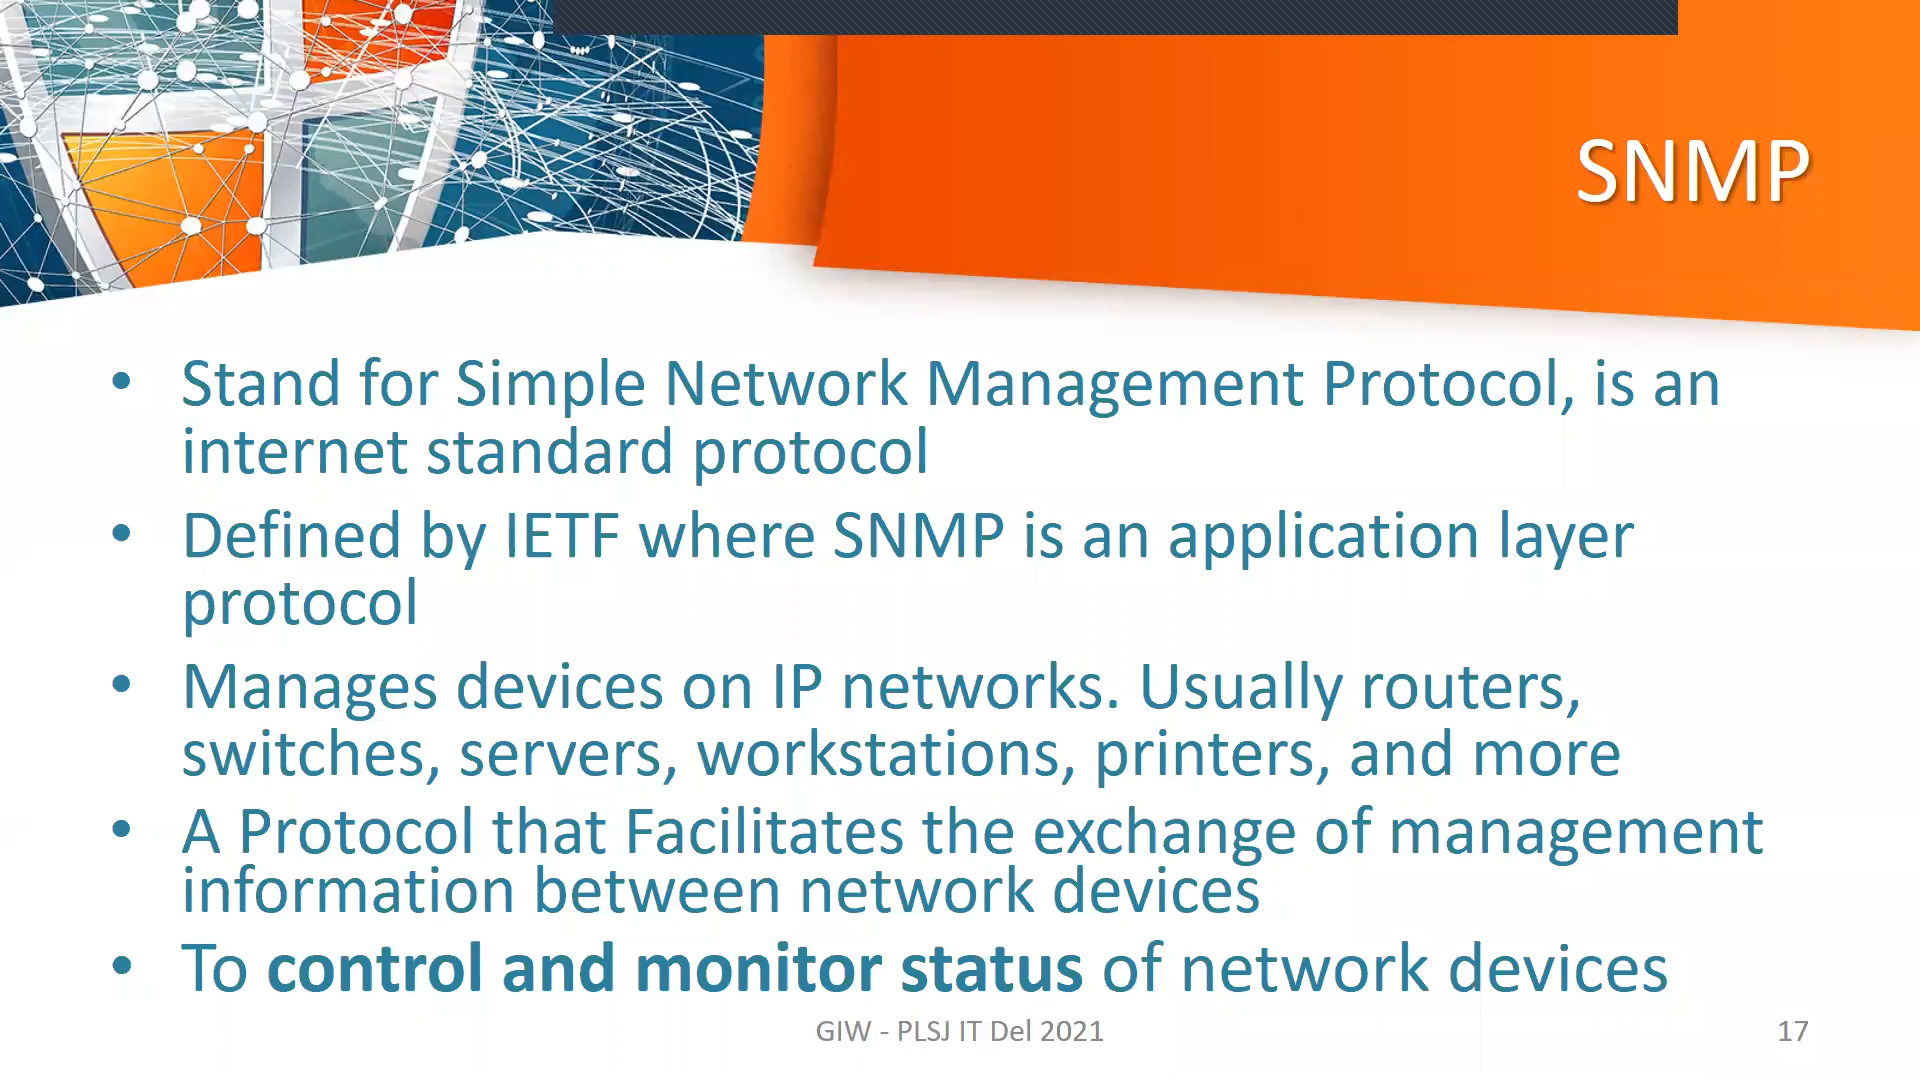 SNMP
• Stand for Simple Network Management Protocol, is an
internet standard protocol
• Defined by IETF where SNMP is an application layer
protocol
• Manages devices on IP networks. Usually routers,
switches, servers, workstations, printers, and more
• A Protocol that Facilitates the exchange of management
information between network devices
• To control and monitor status of network devices
GIW - PLSJ IT Del 2021
17